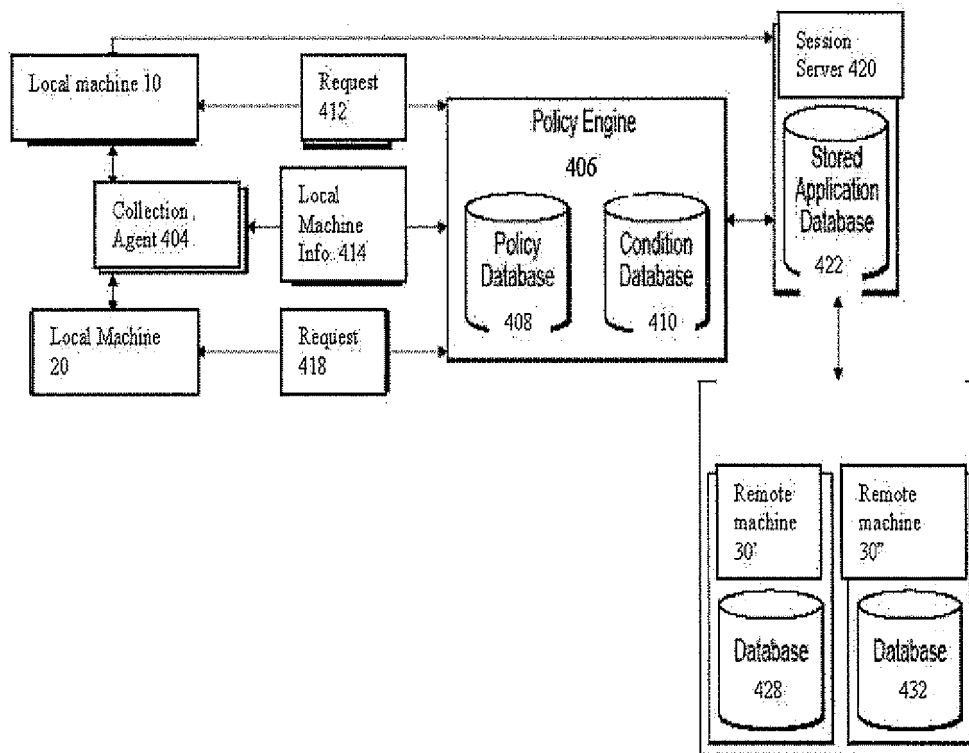 Session
Server 420
Local machine 10
Request
412
Policy Engine
406
Stored
Application
Database
422
Collection
Agent 404
Local
Machine
Info. 414
Policy
Database
408
Condition
Database
410
Local Machine
20
Request
418
Remote
machine
30'
Remote
machine
30"
Database
428
Database
432